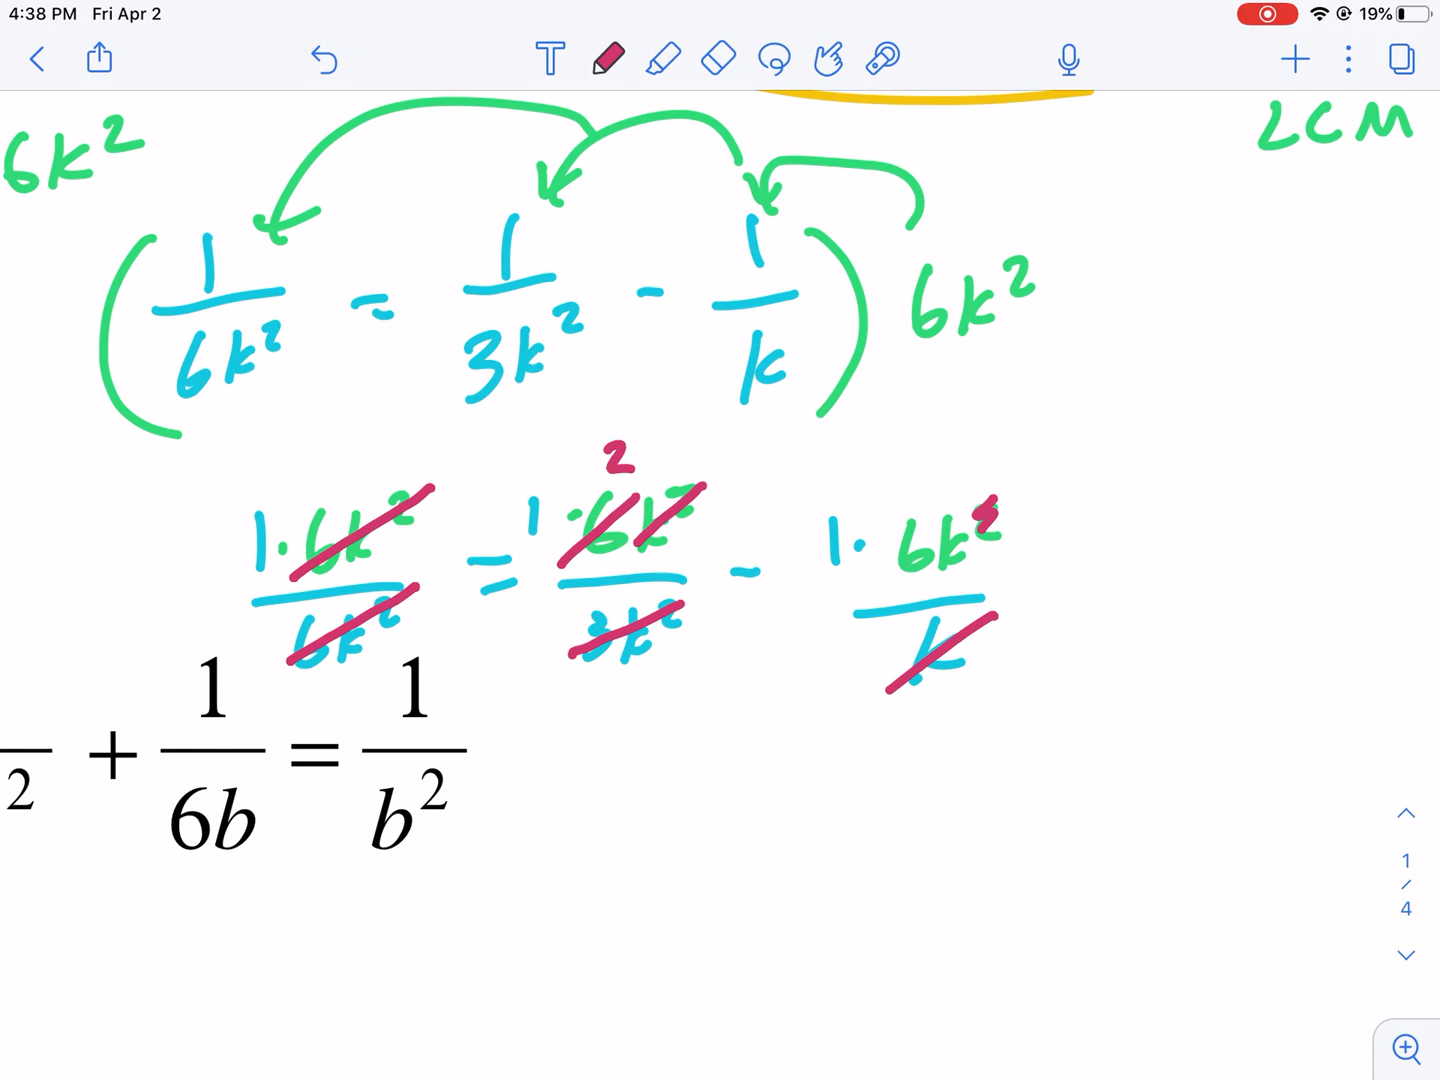 4:38 PM Fri Apr 2 19%
LCM
6k²
(1/6k² = 1/3k² - 1/k) 6k²
2
1·6k²/6k² = 1·6k²/3k² - 1·6k²/k
/2 + 1/6b = 1/b²
1
/
4